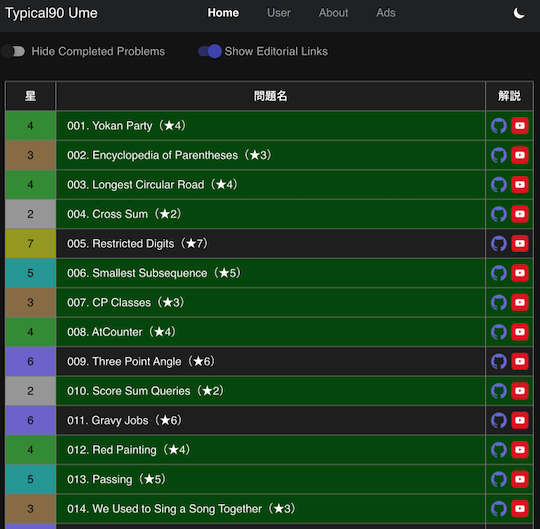 Typical90 Ume Home User About Ads
Hide Completed Problems Show Editorial Links
星 問題名 解説
4 001. Yokan Party（★4）
3 002. Encyclopedia of Parentheses（★3）
4 003. Longest Circular Road（★4）
2 004. Cross Sum（★2）
7 005. Restricted Digits（★7）
5 006. Smallest Subsequence（★5）
3 007. CP Classes（★3）
4 008. AtCounter（★4）
6 009. Three Point Angle（★6）
2 010. Score Sum Queries（★2）
6 011. Gravy Jobs（★6）
4 012. Red Painting（★4）
5 013. Passing（★5）
3 014. We Used to Sing a Song Together（★3）